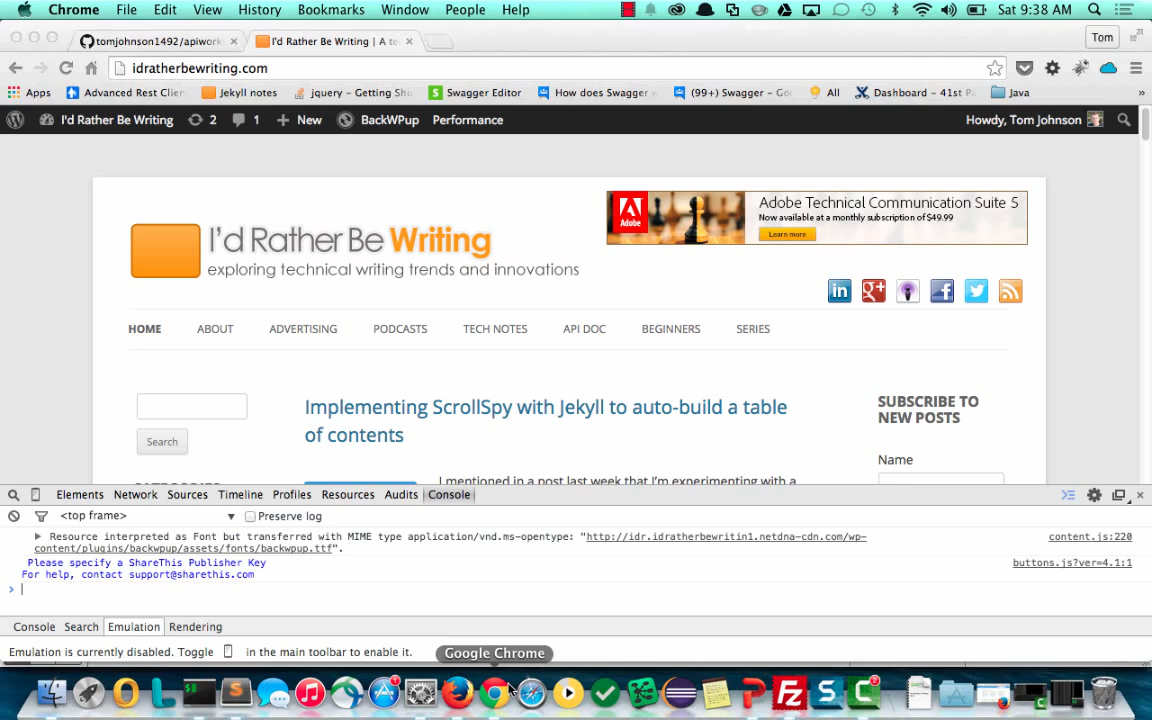 Chrome File Edit View History Bookmarks Window People Help Sat 9:38 AM
tomjohnson1492/apiwork I'd Rather Be Writing | A te Tom
idratherbewriting.com
Apps Advanced Rest Clie Jekyll notes jquery – Getting Stu Swagger Editor How does Swagger (99+) Swagger – Go All Dashboard – 41st Pa Java »
I'd Rather Be Writing 2 1 New BackWPup Performance Howdy, Tom Johnson
Adobe Technical Communication Suite 5
Now available at a monthly subscription of $49.99
Adobe
Learn more
I'd Rather Be Writing
exploring technical writing trends and innovations
HOME ABOUT ADVERTISING PODCASTS TECH NOTES API DOC BEGINNERS SERIES
Implementing ScrollSpy with Jekyll to auto-build a table
of contents
Search
SUBSCRIBE TO
NEW POSTS
Name
I mentioned in a post last week that I'm experimenting with a
Elements Network Sources Timeline Profiles Resources Audits Console
<top frame> Preserve log
Resource interpreted as Font but transferred with MIME type application/vnd.ms-opentype: "http://idr.idratherbewritin1.netdna-cdn.com/wp- content.js:220
content/plugins/backwpup/assets/fonts/backwpup.ttf".
Please specify a ShareThis Publisher Key buttons.js?ver=4.1:1
For help, contact support@sharethis.com
>
Console Search Emulation Rendering
Emulation is currently disabled. Toggle in the main toolbar to enable it.
Google Chrome